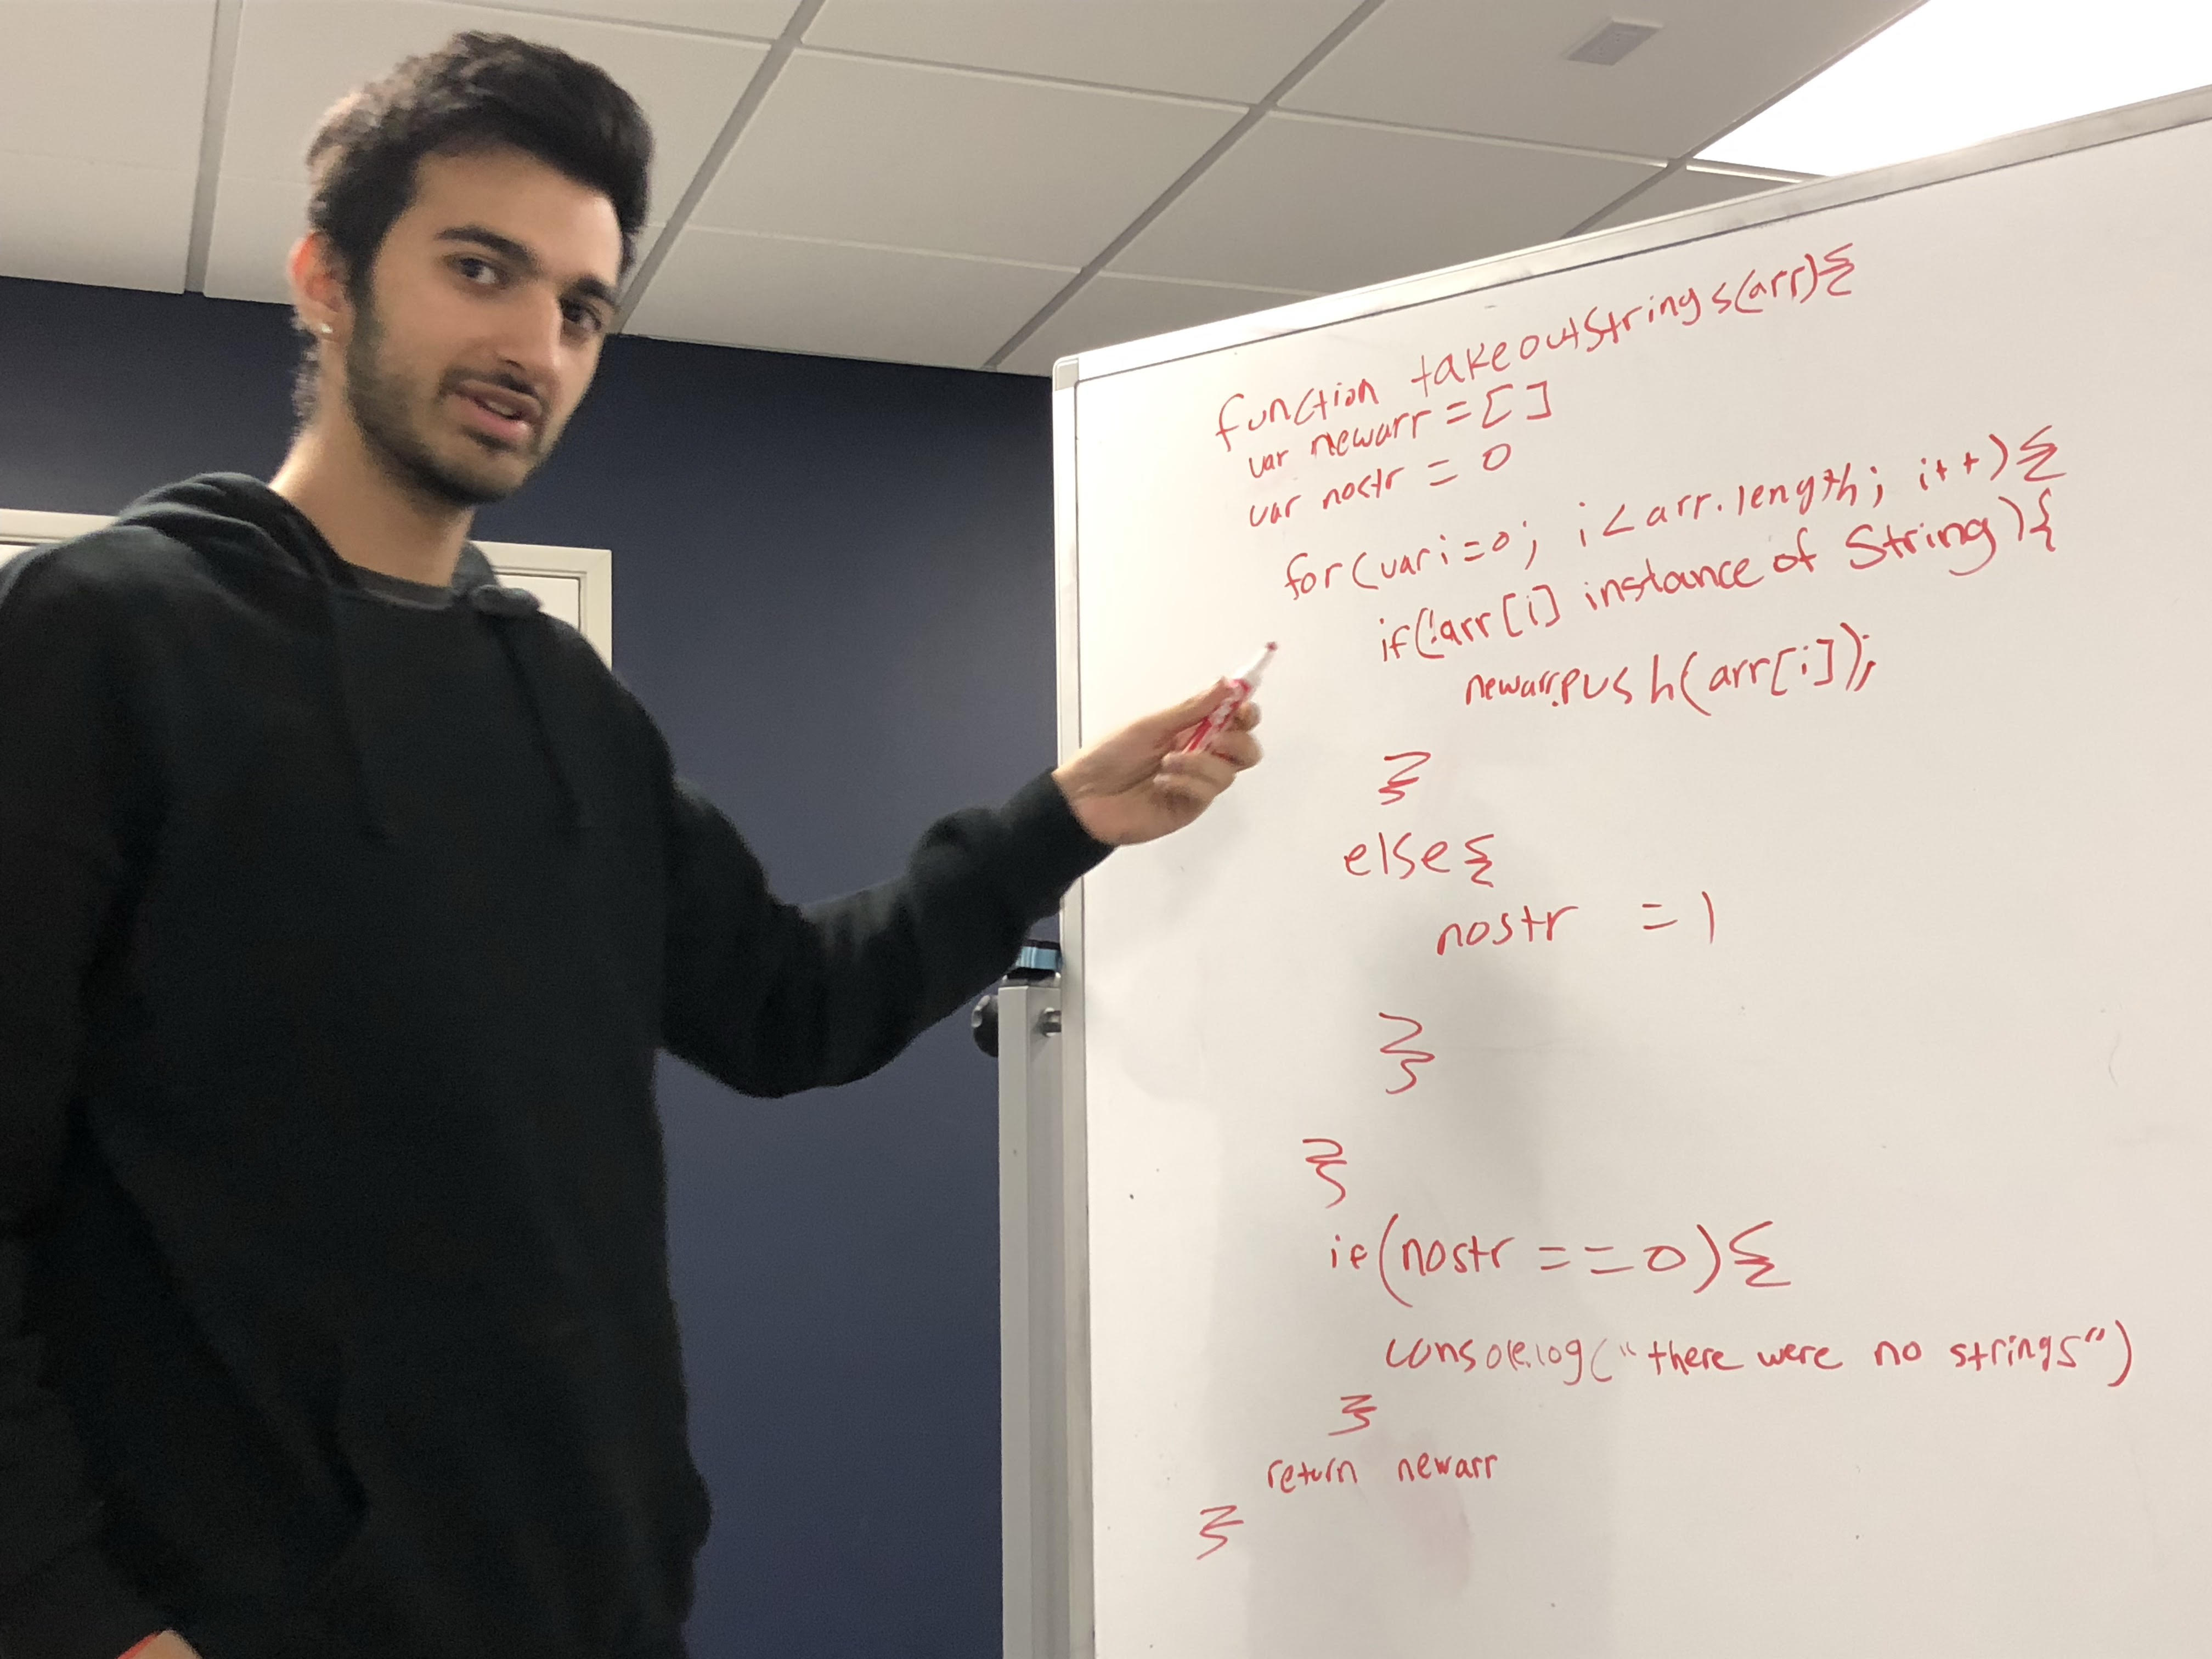 function takeoutstrings(arr){
var newarr = []
var nostr = 0
for(var i=0; i<arr.length; i++){
if(!arr[i] instance of String){
newarr.push(arr[i]);
}
else{
nostr = 1
}
}
if(nostr == 0){
console.log("there were no strings")
}
return newarr
}